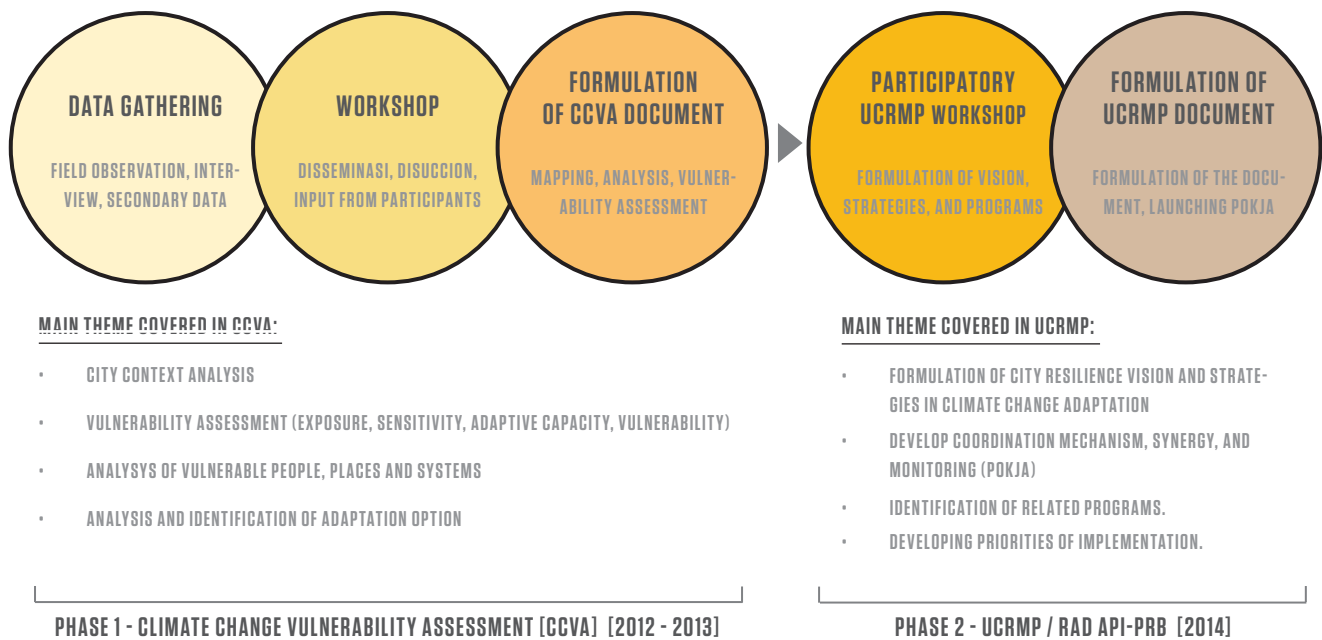 DATA GATHERING
FIELD OBSERVATION, INTER-
VIEW, SECONDARY DATA
WORKSHOP
DISSEMINASI, DISUCCION,
INPUT FROM PARTICIPANTS
FORMULATION
OF CCVA DOCUMENT
MAPPING, ANALYSIS, VULNER-
ABILITY ASSESSMENT
PARTICIPATORY
UCRMP WORKSHOP
FORMULATION OF VISION,
STRATEGIES, AND PROGRAMS
FORMULATION OF
UCRMP DOCUMENT
FORMULATION OF THE DOCU-
MENT, LAUNCHING POKJA
MAIN THEME COVERED IN CCVA:
• CITY CONTEXT ANALYSIS
• VULNERABILITY ASSESSMENT (EXPOSURE, SENSITIVITY, ADAPTIVE CAPACITY, VULNERABILITY)
• ANALYSYS OF VULNERABLE PEOPLE, PLACES AND SYSTEMS
• ANALYSIS AND IDENTIFICATION OF ADAPTATION OPTION
PHASE 1 - CLIMATE CHANGE VULNERABILITY ASSESSMENT [CCVA] [2012 - 2013]
MAIN THEME COVERED IN UCRMP:
• FORMULATION OF CITY RESILIENCE VISION AND STRATE-
GIES IN CLIMATE CHANGE ADAPTATION
• DEVELOP COORDINATION MECHANISM, SYNERGY, AND
MONITORING (POKJA)
• IDENTIFICATION OF RELATED PROGRAMS.
• DEVELOPING PRIORITIES OF IMPLEMENTATION.
PHASE 2 - UCRMP / RAD API-PRB [2014]